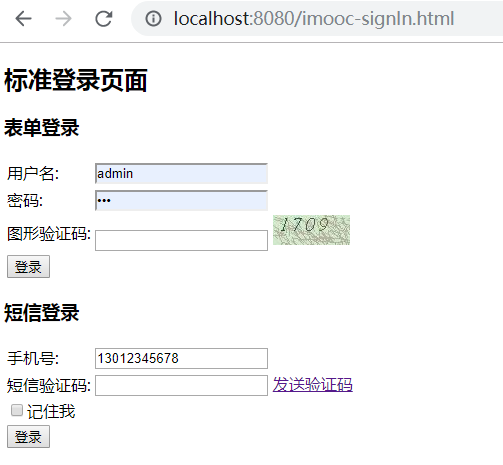 localhost:8080/imooc-signIn.html
标准登录页面
表单登录
用户名: admin
密码: •••
图形验证码: 1709
登录
短信登录
手机号: 13012345678
短信验证码: 发送验证码
记住我
登录